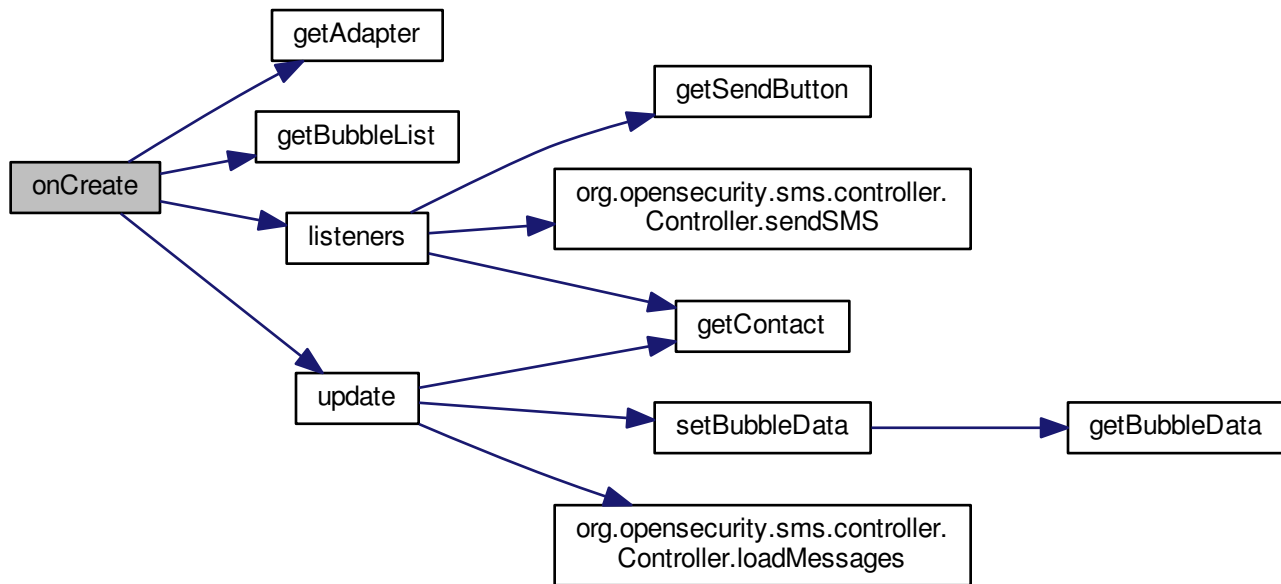 getAdapter
getSendButton
getBubbleList
onCreate
org.opensecurity.sms.controller.
Controller.sendSMS
listeners
getContact
update
setBubbleData
getBubbleData
org.opensecurity.sms.controller.
Controller.loadMessages